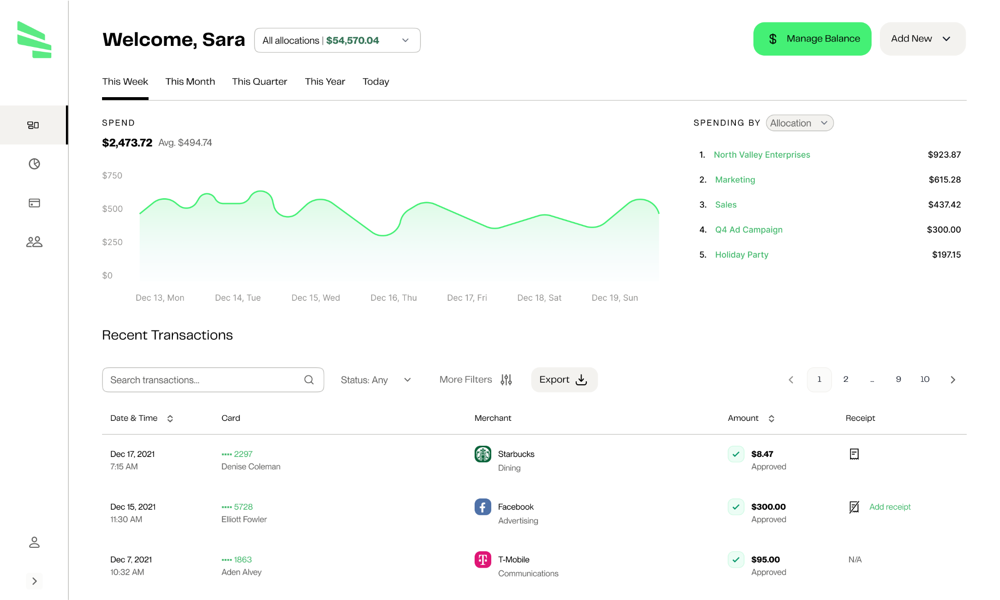 Welcome, Sara
All allocations | $54,570.04
Manage Balance
Add New
This Week This Month This Quarter This Year Today
SPEND
$2,473.72 Avg. $494.74
$750
$500
$250
$0
Dec 13, Mon Dec 14, Tue Dec 15, Wed Dec 16, Thu Dec 17, Fri Dec 18, Sat Dec 19, Sun
SPENDING BY Allocation
1. North Valley Enterprises $923.87
2. Marketing $615.28
3. Sales $437.42
4. Q4 Ad Campaign $300.00
5. Holiday Party $197.15
Recent Transactions
Search transactions... Status: Any More Filters Export 1 2 ... 9 10
Date & Time Card Merchant Amount Receipt
Dec 17, 2021 •••• 2297 Starbucks $8.47
7:15 AM Denise Coleman Dining Approved
Dec 15, 2021 •••• 5728 Facebook $300.00 Add receipt
11:30 AM Elliott Fowler Advertising Approved
Dec 7, 2021 •••• 1863 T-Mobile $95.00 N/A
10:32 AM Aden Alvey Communications Approved